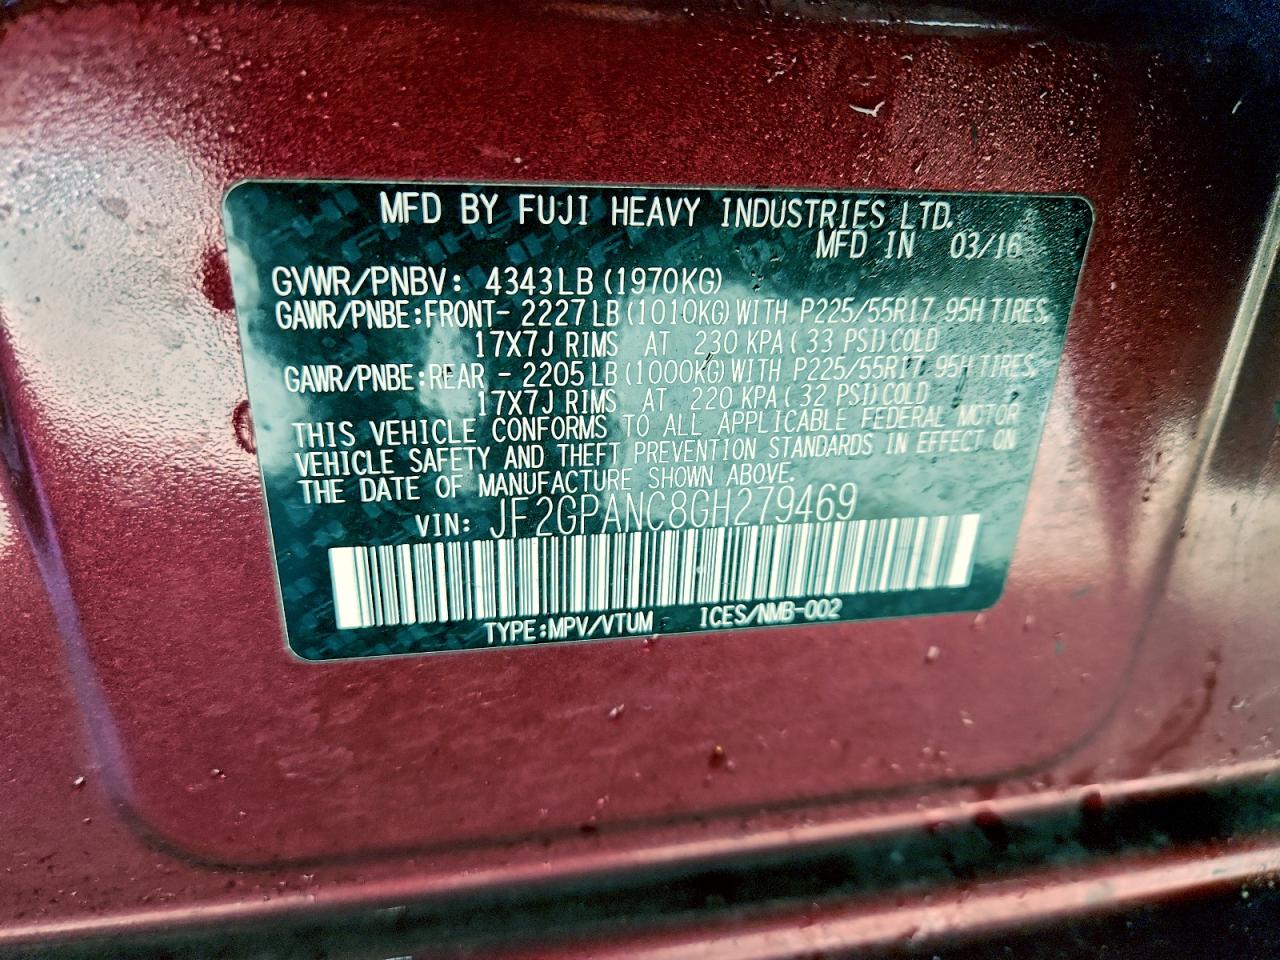 MFD BY FUJI HEAVY INDUSTRIES LTD.
MFD IN 03/16
GVWR/PNBV: 4343LB (1970KG)
GAWR/PNBE:FRONT- 2227LB (1010KG) WITH P225/55R17 95H TIRES,
17X7J RIMS AT 230 KPA (33 PSI) COLD
GAWR/PNBE:REAR - 2205LB (1000KG) WITH P225/55R17 95H TIRES,
17X7J RIMS AT 220 KPA (32 PSI) COLD
THIS VEHICLE CONFORMS TO ALL APPLICABLE FEDERAL MOTOR
VEHICLE SAFETY AND THEFT PREVENTION STANDARDS IN EFFECT ON
THE DATE OF MANUFACTURE SHOWN ABOVE.
VIN: JF2GPANC8GH279469
TYPE:MPV/VTUM ICES/NMB-002